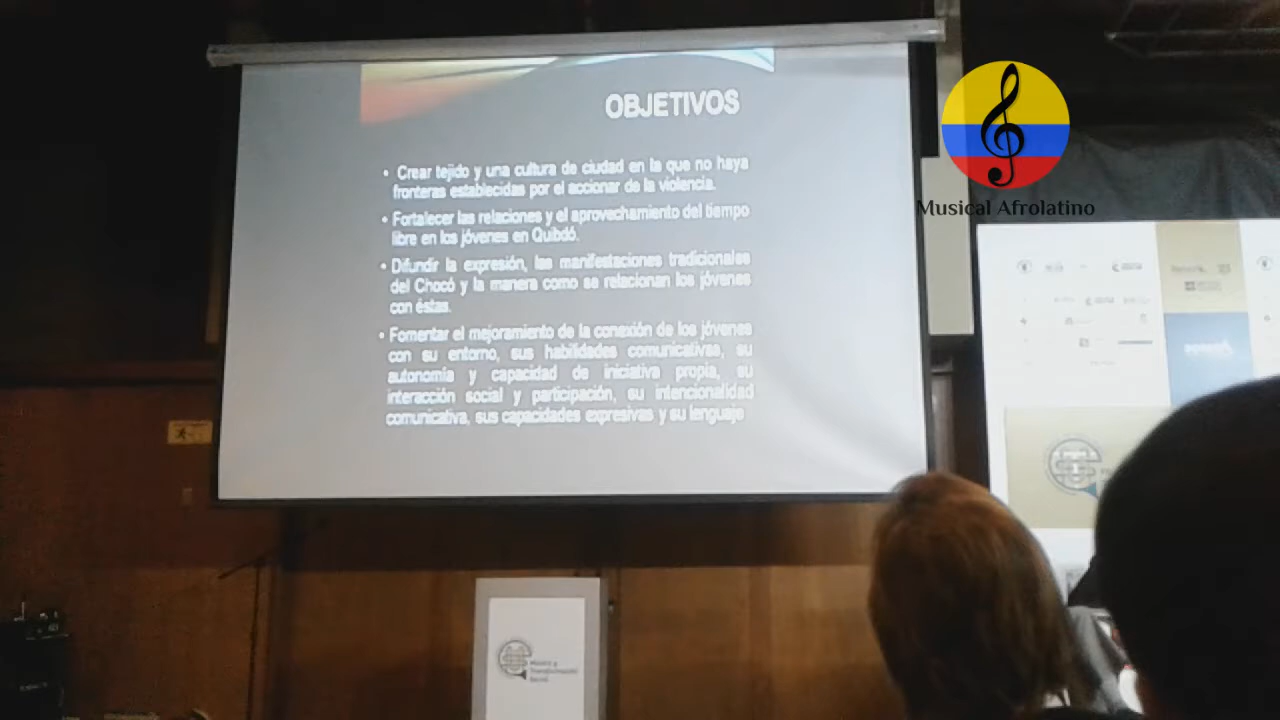 OBJETIVOS
• Crear tejido y una cultura de ciudad en la que no haya
fronteras establecidas por el accionar de la violencia.
• Fortalecer las relaciones y el aprovechamiento del tiempo
libre en los jóvenes en Quibdó.
• Difundir la expresión, las manifestaciones tradicionales
del Chocó y la manera como se relacionan los jóvenes
con éstas.
• Fomentar el mejoramiento de la conexión de los jóvenes
con su entorno, sus habilidades comunicativas, su
autonomía y capacidad de iniciativa propia, su
interacción social y participación, su intencionalidad
comunicativa, sus capacidades expresivas y su lenguaje
Musical Afrolatino
Música y
Transformación
Social